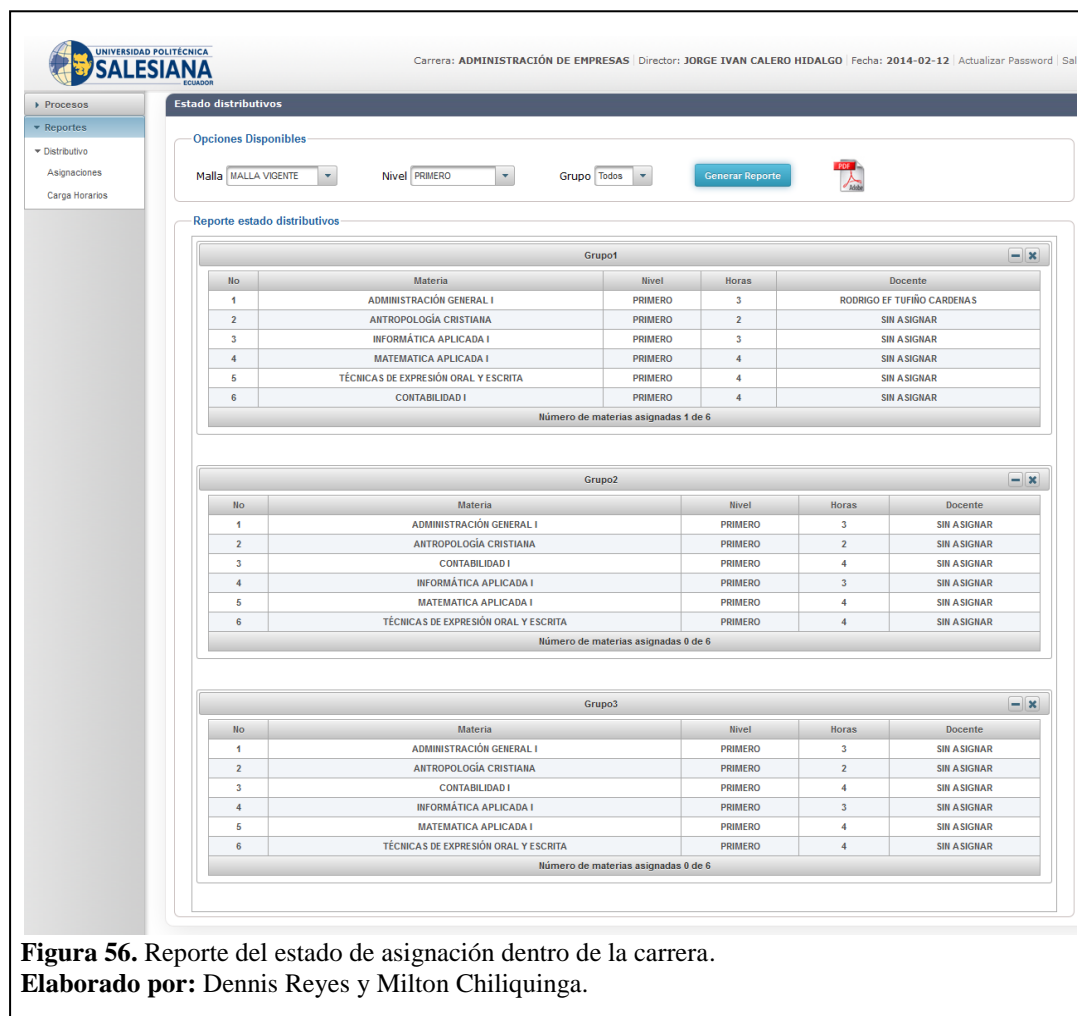 UNIVERSIDAD POLITÉCNICA
SALESIANA
ECUADOR
Carrera: ADMINISTRACIÓN DE EMPRESAS | Director: JORGE IVAN CALERO HIDALGO | Fecha: 2014-02-12 | Actualizar Password | Sal
Procesos
Reportes
Distributivo
Asignaciones
Carga Horarios
Estado distributivos
Opciones Disponibles
Malla MALLA VIGENTE Nivel PRIMERO Grupo Todos Generar Reporte PDF Adobe
Reporte estado distributivos
Grupo1
No Materia Nivel Horas Docente
1 ADMINISTRACIÓN GENERAL I PRIMERO 3 RODRIGO EF TUFIÑO CARDENAS
2 ANTROPOLOGÍA CRISTIANA PRIMERO 2 SIN ASIGNAR
3 INFORMÁTICA APLICADA I PRIMERO 3 SIN ASIGNAR
4 MATEMATICA APLICADA I PRIMERO 4 SIN ASIGNAR
5 TÉCNICAS DE EXPRESIÓN ORAL Y ESCRITA PRIMERO 4 SIN ASIGNAR
6 CONTABILIDAD I PRIMERO 4 SIN ASIGNAR
Número de materias asignadas 1 de 6
Grupo2
No Materia Nivel Horas Docente
1 ADMINISTRACIÓN GENERAL I PRIMERO 3 SIN ASIGNAR
2 ANTROPOLOGÍA CRISTIANA PRIMERO 2 SIN ASIGNAR
3 CONTABILIDAD I PRIMERO 4 SIN ASIGNAR
4 INFORMÁTICA APLICADA I PRIMERO 3 SIN ASIGNAR
5 MATEMATICA APLICADA I PRIMERO 4 SIN ASIGNAR
6 TÉCNICAS DE EXPRESIÓN ORAL Y ESCRITA PRIMERO 4 SIN ASIGNAR
Número de materias asignadas 0 de 6
Grupo3
No Materia Nivel Horas Docente
1 ADMINISTRACIÓN GENERAL I PRIMERO 3 SIN ASIGNAR
2 ANTROPOLOGÍA CRISTIANA PRIMERO 2 SIN ASIGNAR
3 CONTABILIDAD I PRIMERO 4 SIN ASIGNAR
4 INFORMÁTICA APLICADA I PRIMERO 3 SIN ASIGNAR
5 MATEMATICA APLICADA I PRIMERO 4 SIN ASIGNAR
6 TÉCNICAS DE EXPRESIÓN ORAL Y ESCRITA PRIMERO 4 SIN ASIGNAR
Número de materias asignadas 0 de 6
Figura 56. Reporte del estado de asignación dentro de la carrera.
Elaborado por: Dennis Reyes y Milton Chiliquinga.